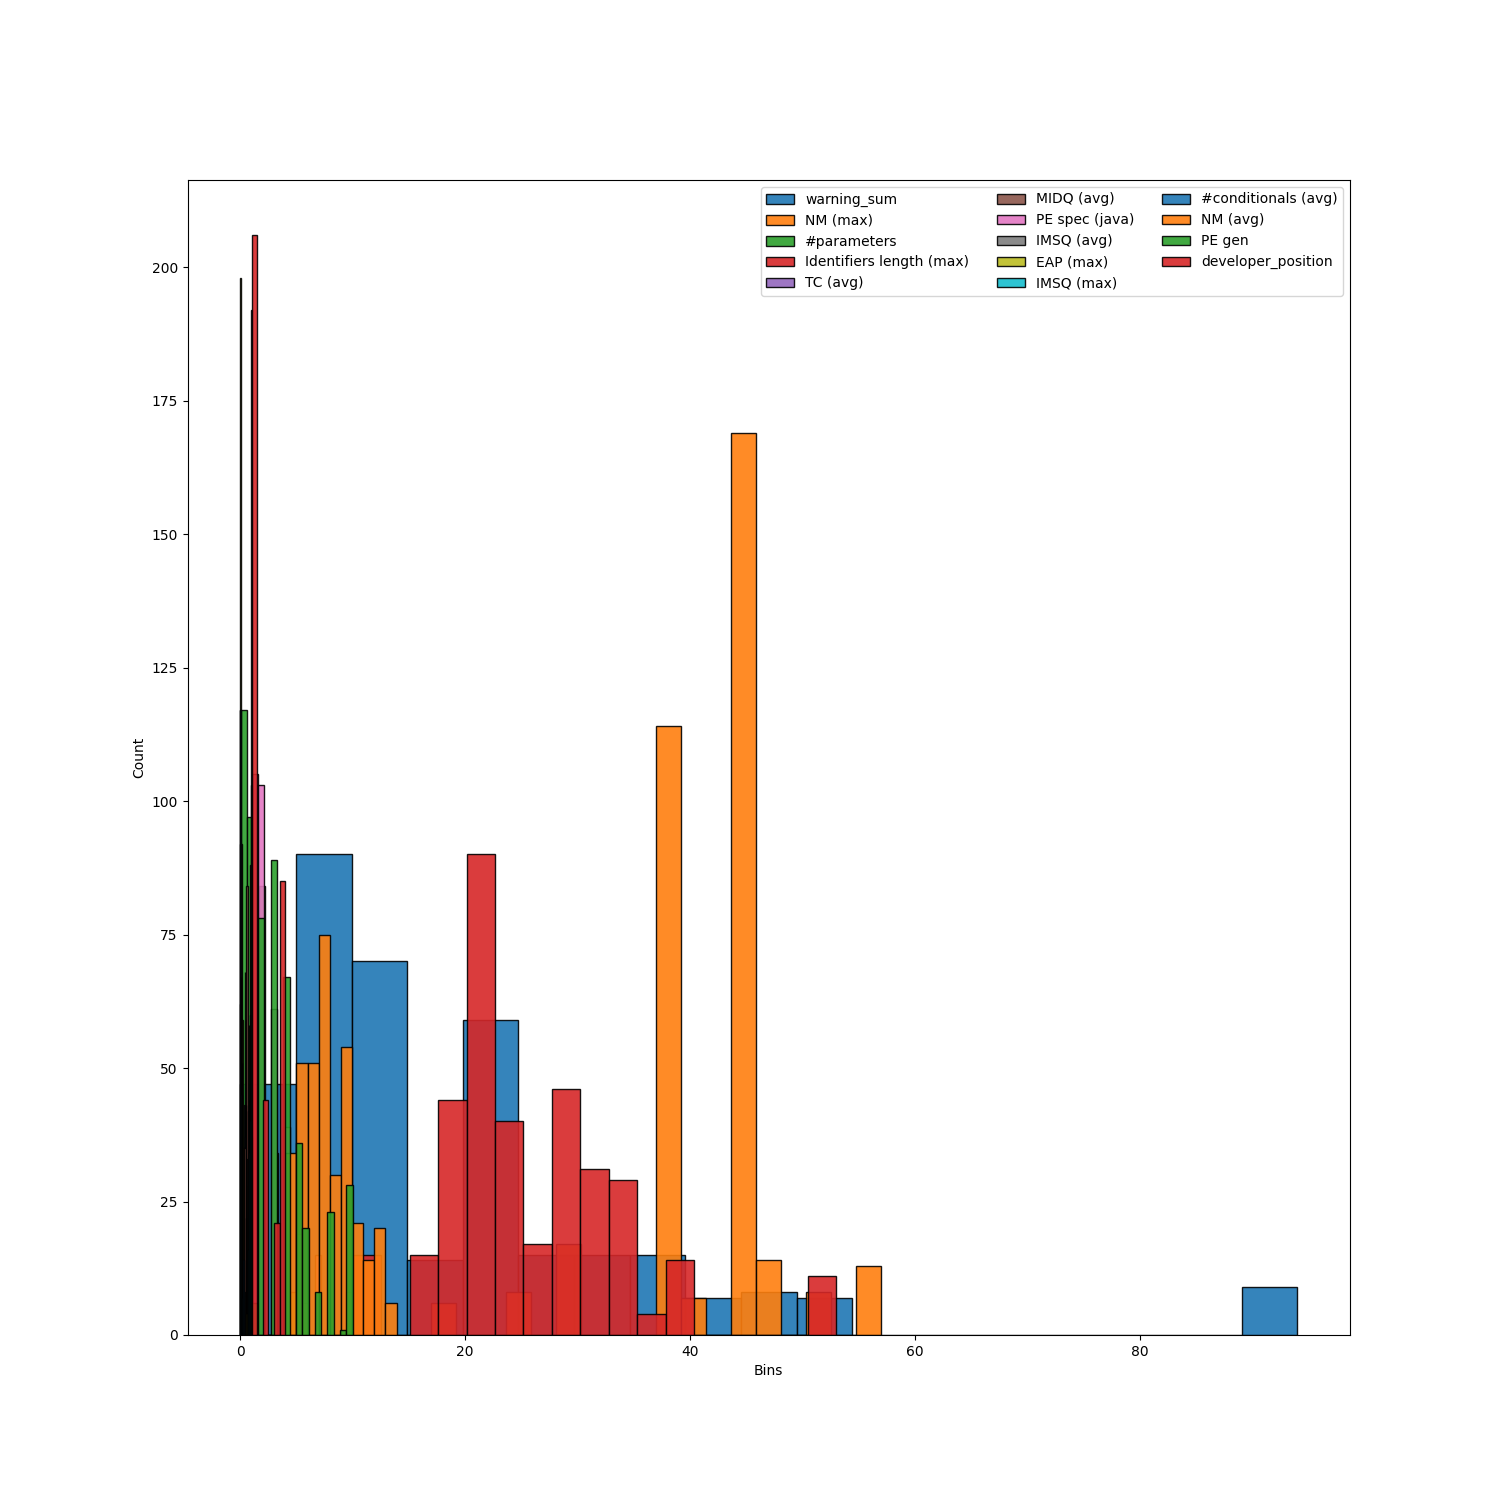 warning_sum
NM (max)
#parameters
Identifiers length (max)
TC (avg)
MIDQ (avg)
PE spec (java)
IMSQ (avg)
EAP (max)
IMSQ (max)
#conditionals (avg)
NM (avg)
PE gen
developer_position
200
175
150
125
100
75
50
25
0
Count
0 20 40 60 80
Bins